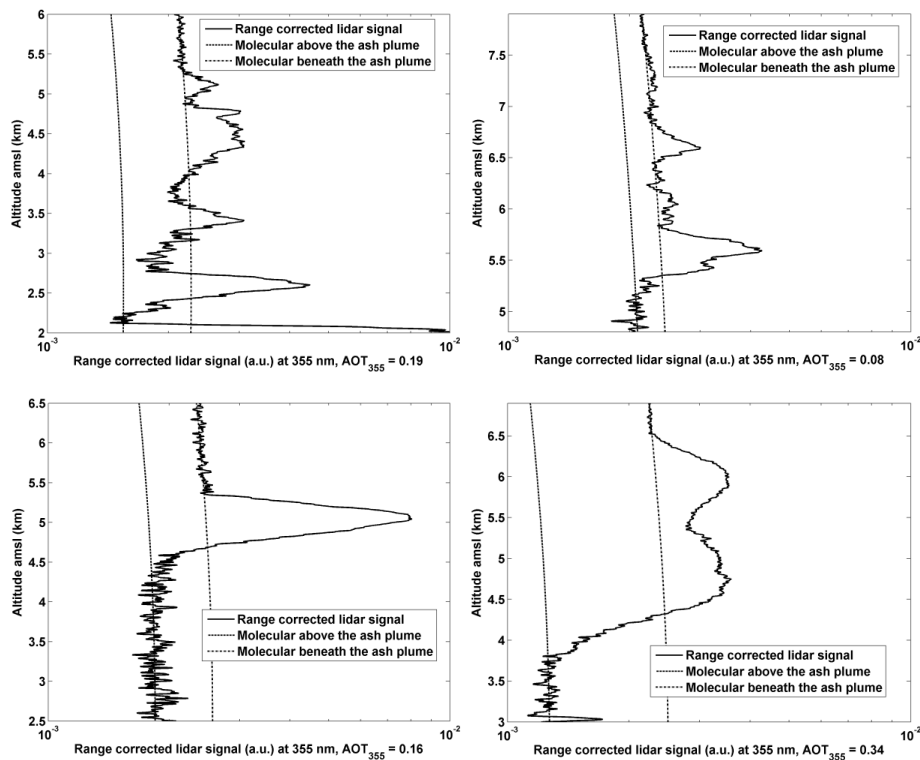 6
5.5
5
4.5
4
3.5
3
2.5
2
Altitude amsl (km)
Range corrected lidar signal
Molecular above the ash plume
Molecular beneath the ash plume
10-3
10-2
Range corrected lidar signal (a.u.) at 355 nm, AOT355 = 0.19
7.5
7
6.5
6
5.5
5
Altitude amsl (km)
Range corrected lidar signal
Molecular above the ash plume
Molecular beneath the ash plume
10-3
10-2
Range corrected lidar signal (a.u.) at 355 nm, AOT355 = 0.08
6.5
6
5.5
5
4.5
4
3.5
3
2.5
Altitude amsl (km)
Range corrected lidar signal
Molecular above the ash plume
Molecular beneath the ash plume
10-3
10-2
Range corrected lidar signal (a.u.) at 355 nm, AOT355 = 0.16
6.5
6
5.5
5
4.5
4
3.5
3
Altitude amsl (km)
Range corrected lidar signal
Molecular above the ash plume
Molecular beneath the ash plume
10-3
10-2
Range corrected lidar signal (a.u.) at 355 nm, AOT355 = 0.34